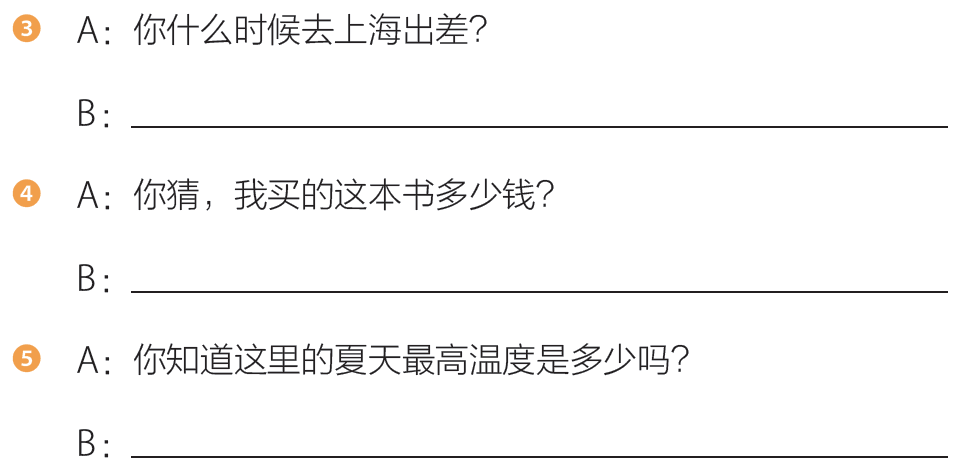 3 A：你什么时候去上海出差？
B：
4 A：你猜，我买的这本书多少钱？
B：
5 A：你知道这里的夏天最高温度是多少吗？
B：